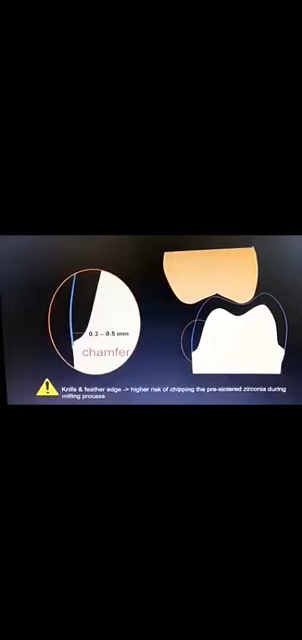 0.3 – 0.5 mm
chamfer
Knife & feather edge -> higher risk of chipping the pre-sintered zirconia during
milling process